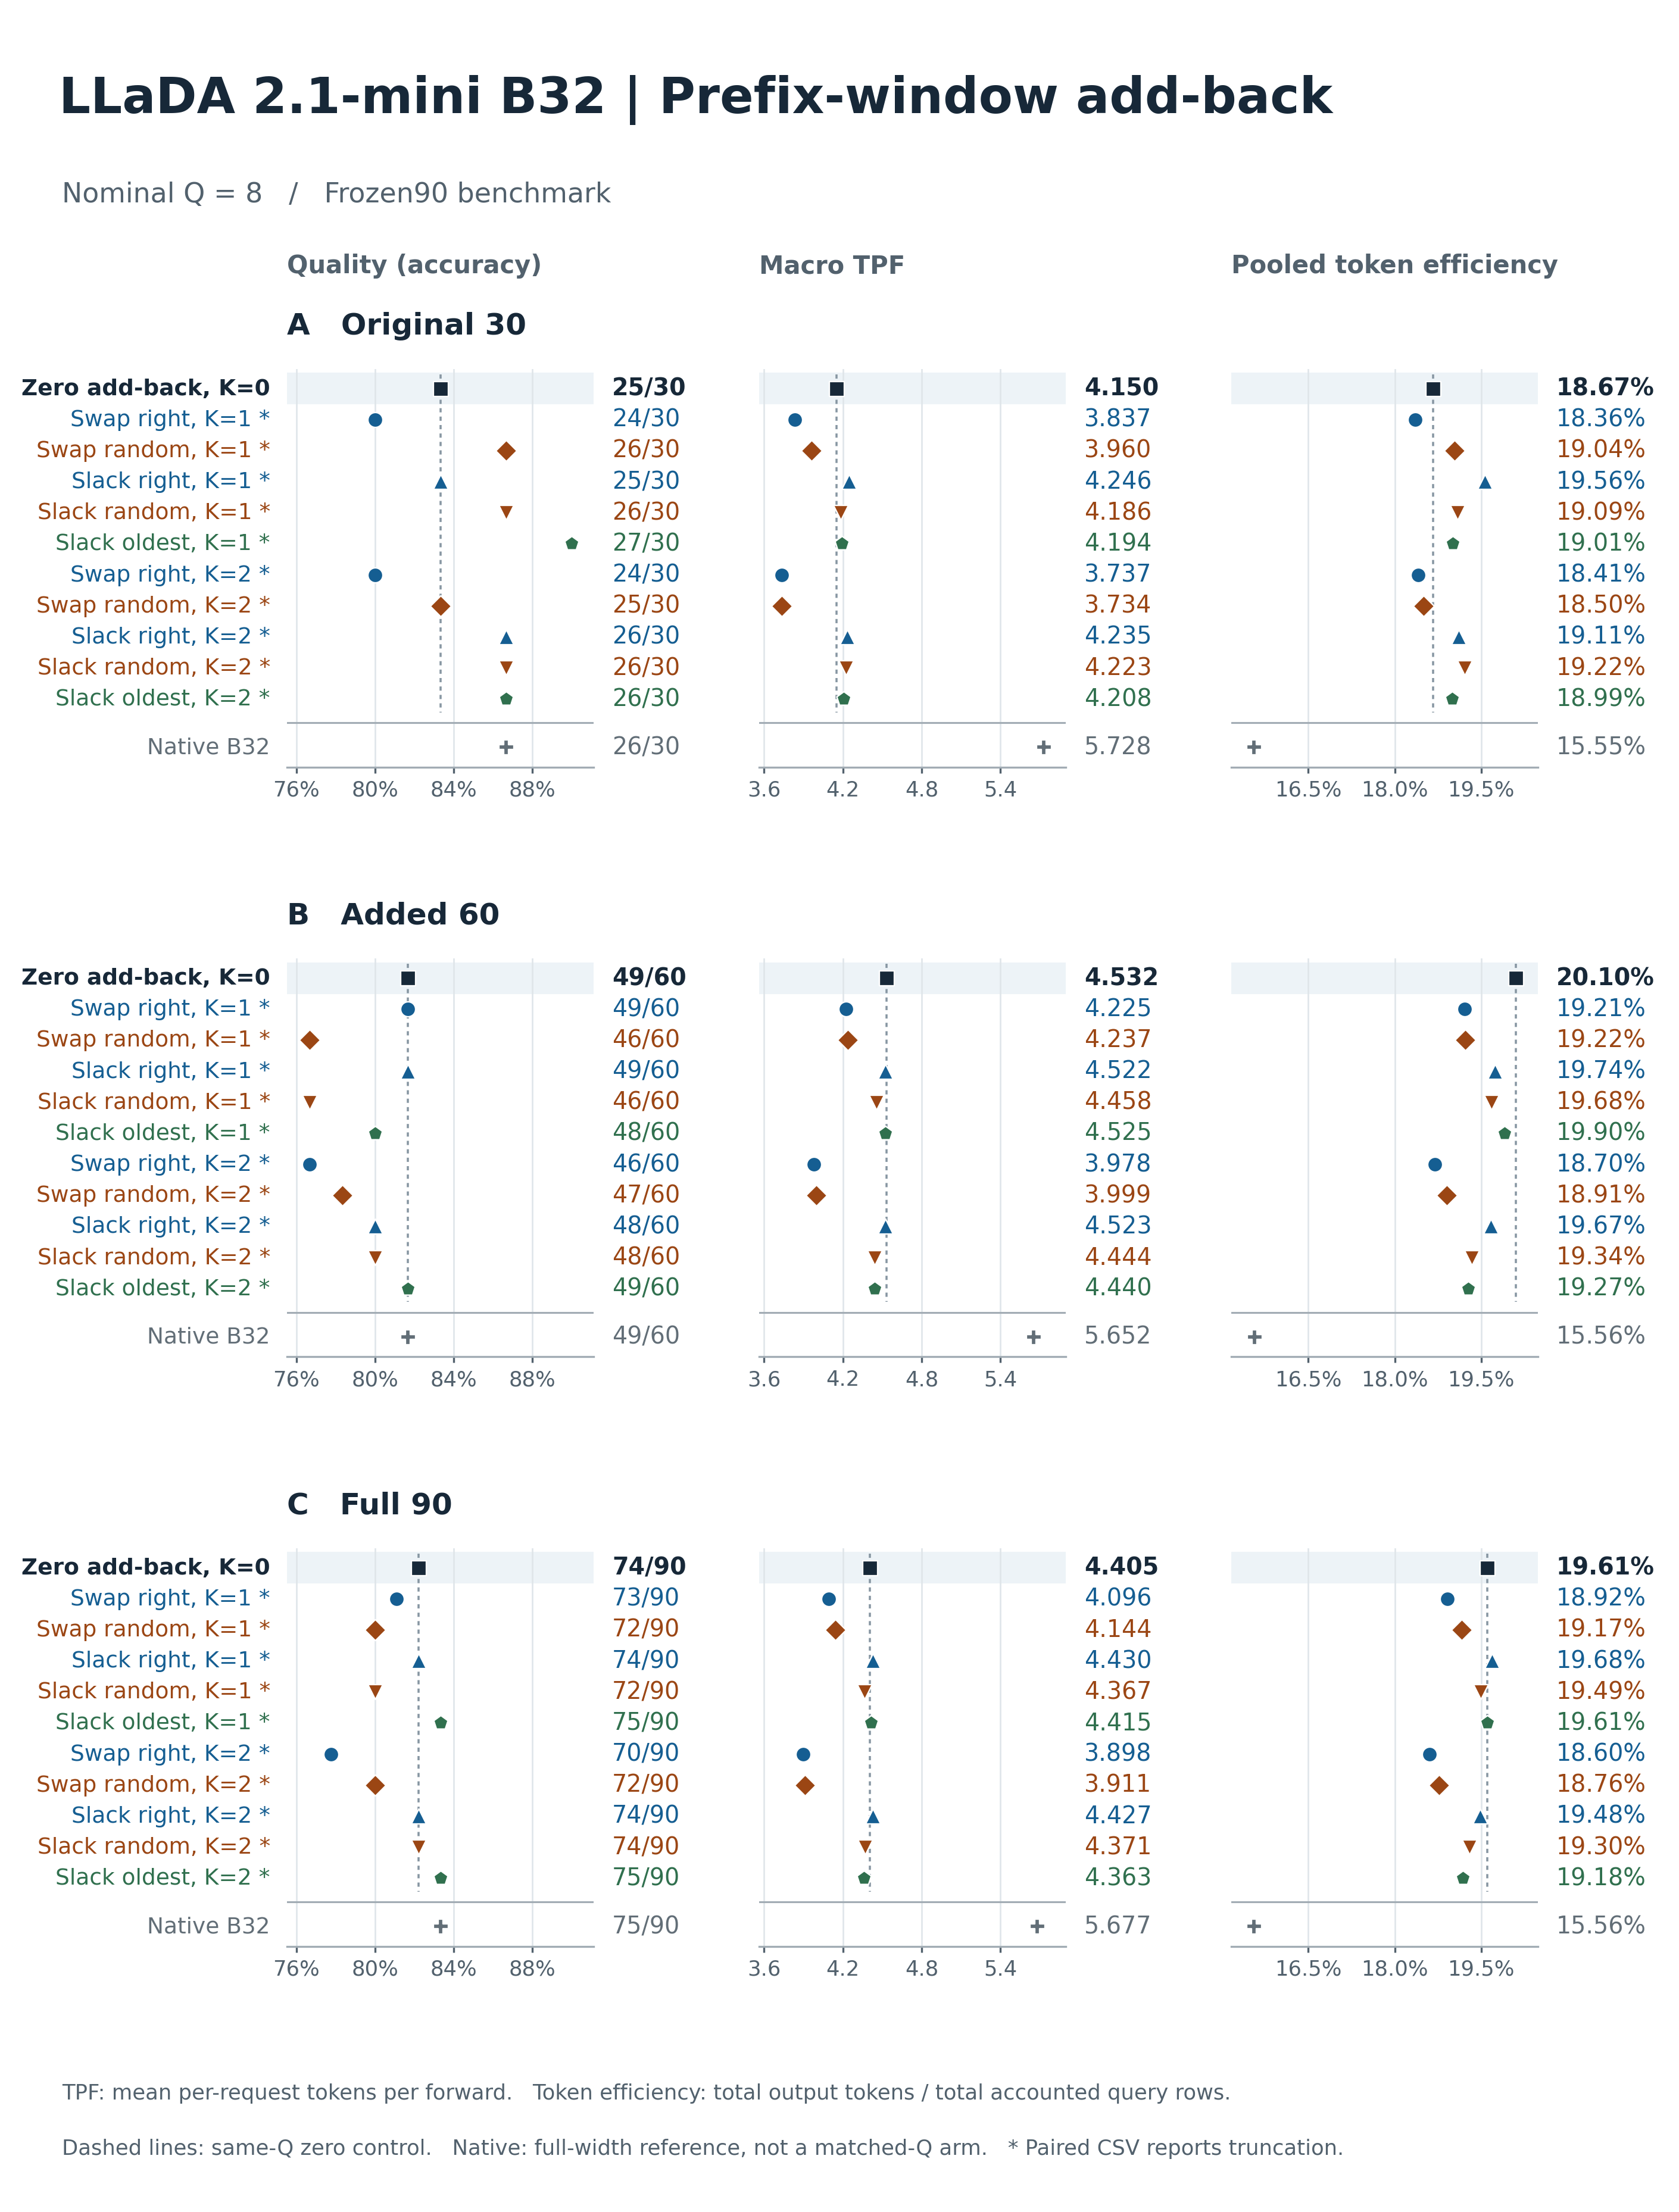 LLaDA 2.1-mini B32 | Prefix-window add-back
Nominal Q = 8 / Frozen90 benchmark
Quality (accuracy) Macro TPF Pooled token efficiency
A Original 30
Zero add-back, K=0 25/30 4.150 18.67%
Swap right, K=1 * 24/30 3.837 18.36%
Swap random, K=1 * 26/30 3.960 19.04%
Slack right, K=1 * 25/30 4.246 19.56%
Slack random, K=1 * 26/30 4.186 19.09%
Slack oldest, K=1 * 27/30 4.194 19.01%
Swap right, K=2 * 24/30 3.737 18.41%
Swap random, K=2 * 25/30 3.734 18.50%
Slack right, K=2 * 26/30 4.235 19.11%
Slack random, K=2 * 26/30 4.223 19.22%
Slack oldest, K=2 * 26/30 4.208 18.99%
Native B32 26/30 5.728 15.55%
76% 80% 84% 88% 3.6 4.2 4.8 5.4 16.5% 18.0% 19.5%
B Added 60
Zero add-back, K=0 49/60 4.532 20.10%
Swap right, K=1 * 49/60 4.225 19.21%
Swap random, K=1 * 46/60 4.237 19.22%
Slack right, K=1 * 49/60 4.522 19.74%
Slack random, K=1 * 46/60 4.458 19.68%
Slack oldest, K=1 * 48/60 4.525 19.90%
Swap right, K=2 * 46/60 3.978 18.70%
Swap random, K=2 * 47/60 3.999 18.91%
Slack right, K=2 * 48/60 4.523 19.67%
Slack random, K=2 * 48/60 4.444 19.34%
Slack oldest, K=2 * 49/60 4.440 19.27%
Native B32 49/60 5.652 15.56%
76% 80% 84% 88% 3.6 4.2 4.8 5.4 16.5% 18.0% 19.5%
C Full 90
Zero add-back, K=0 74/90 4.405 19.61%
Swap right, K=1 * 73/90 4.096 18.92%
Swap random, K=1 * 72/90 4.144 19.17%
Slack right, K=1 * 74/90 4.430 19.68%
Slack random, K=1 * 72/90 4.367 19.49%
Slack oldest, K=1 * 75/90 4.415 19.61%
Swap right, K=2 * 70/90 3.898 18.60%
Swap random, K=2 * 72/90 3.911 18.76%
Slack right, K=2 * 74/90 4.427 19.48%
Slack random, K=2 * 74/90 4.371 19.30%
Slack oldest, K=2 * 75/90 4.363 19.18%
Native B32 75/90 5.677 15.56%
76% 80% 84% 88% 3.6 4.2 4.8 5.4 16.5% 18.0% 19.5%
TPF: mean per-request tokens per forward. Token efficiency: total output tokens / total accounted query rows.
Dashed lines: same-Q zero control. Native: full-width reference, not a matched-Q arm. * Paired CSV reports truncation.